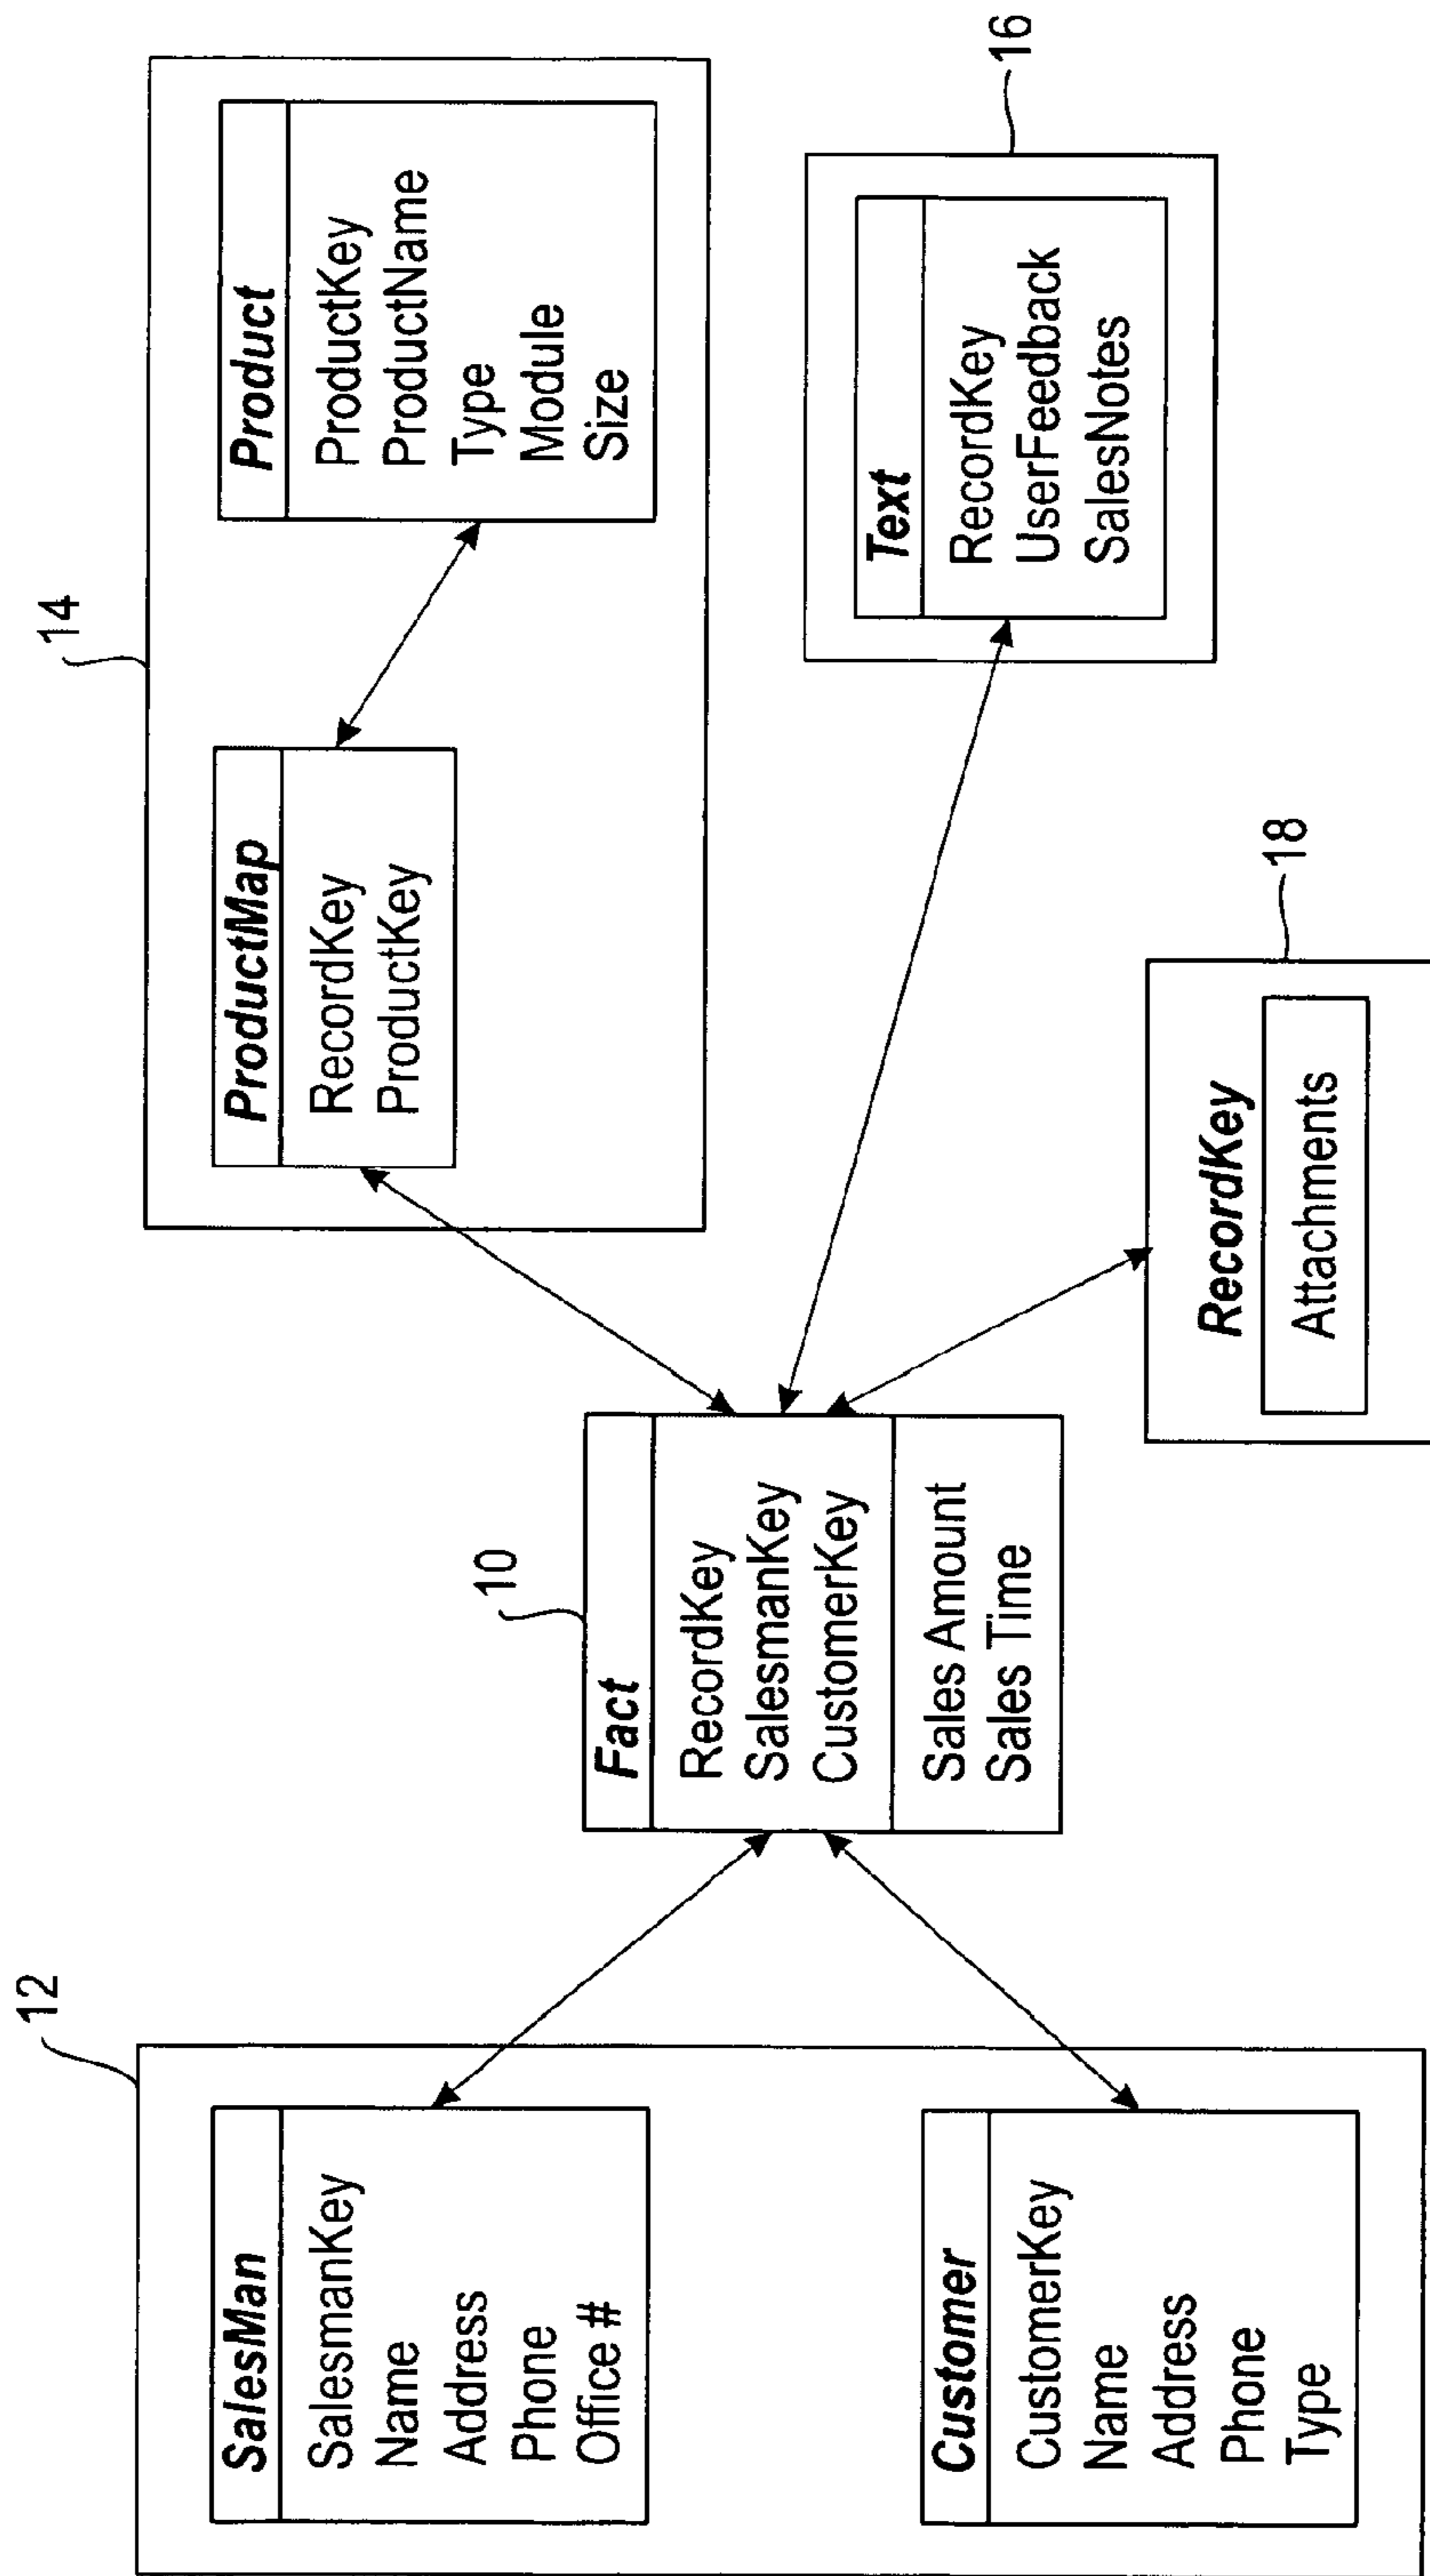 12
SalesMan
SalesmanKey
Name
Address
Phone
Office #
Customer
CustomerKey
Name
Address
Phone
Type
10
Fact
RecordKey
SalesmanKey
CustomerKey
Sales Amount
Sales Time
14
ProductMap
RecordKey
ProductKey
Product
ProductKey
ProductName
Type
Module
Size
16
Text
RecordKey
UserFeedback
SalesNotes
18
RecordKey
Attachments